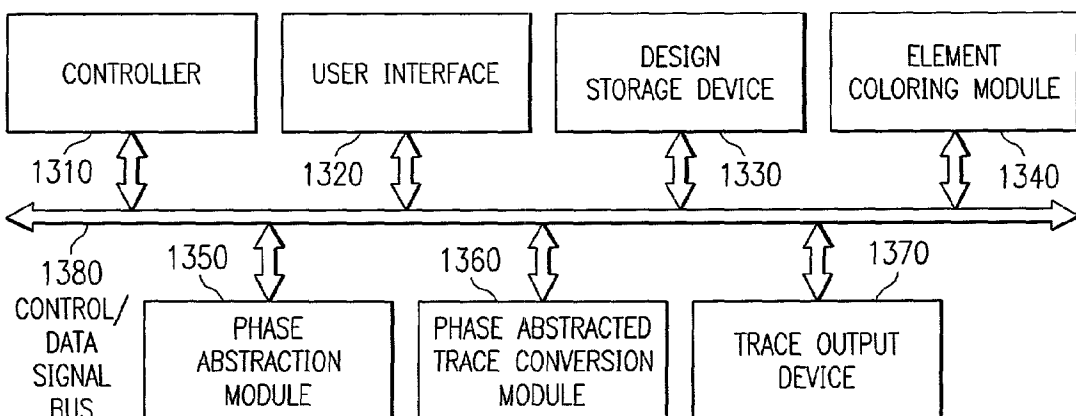 CONTROLLER
USER INTERFACE
DESIGN
STORAGE DEVICE
ELEMENT
COLORING MODULE
1310
1320
1330
1340
1380
CONTROL/
DATA
SIGNAL
BUS
1350
1360
1370
PHASE
ABSTRACTION
MODULE
PHASE ABSTRACTED
TRACE CONVERSION
MODULE
TRACE OUTPUT
DEVICE